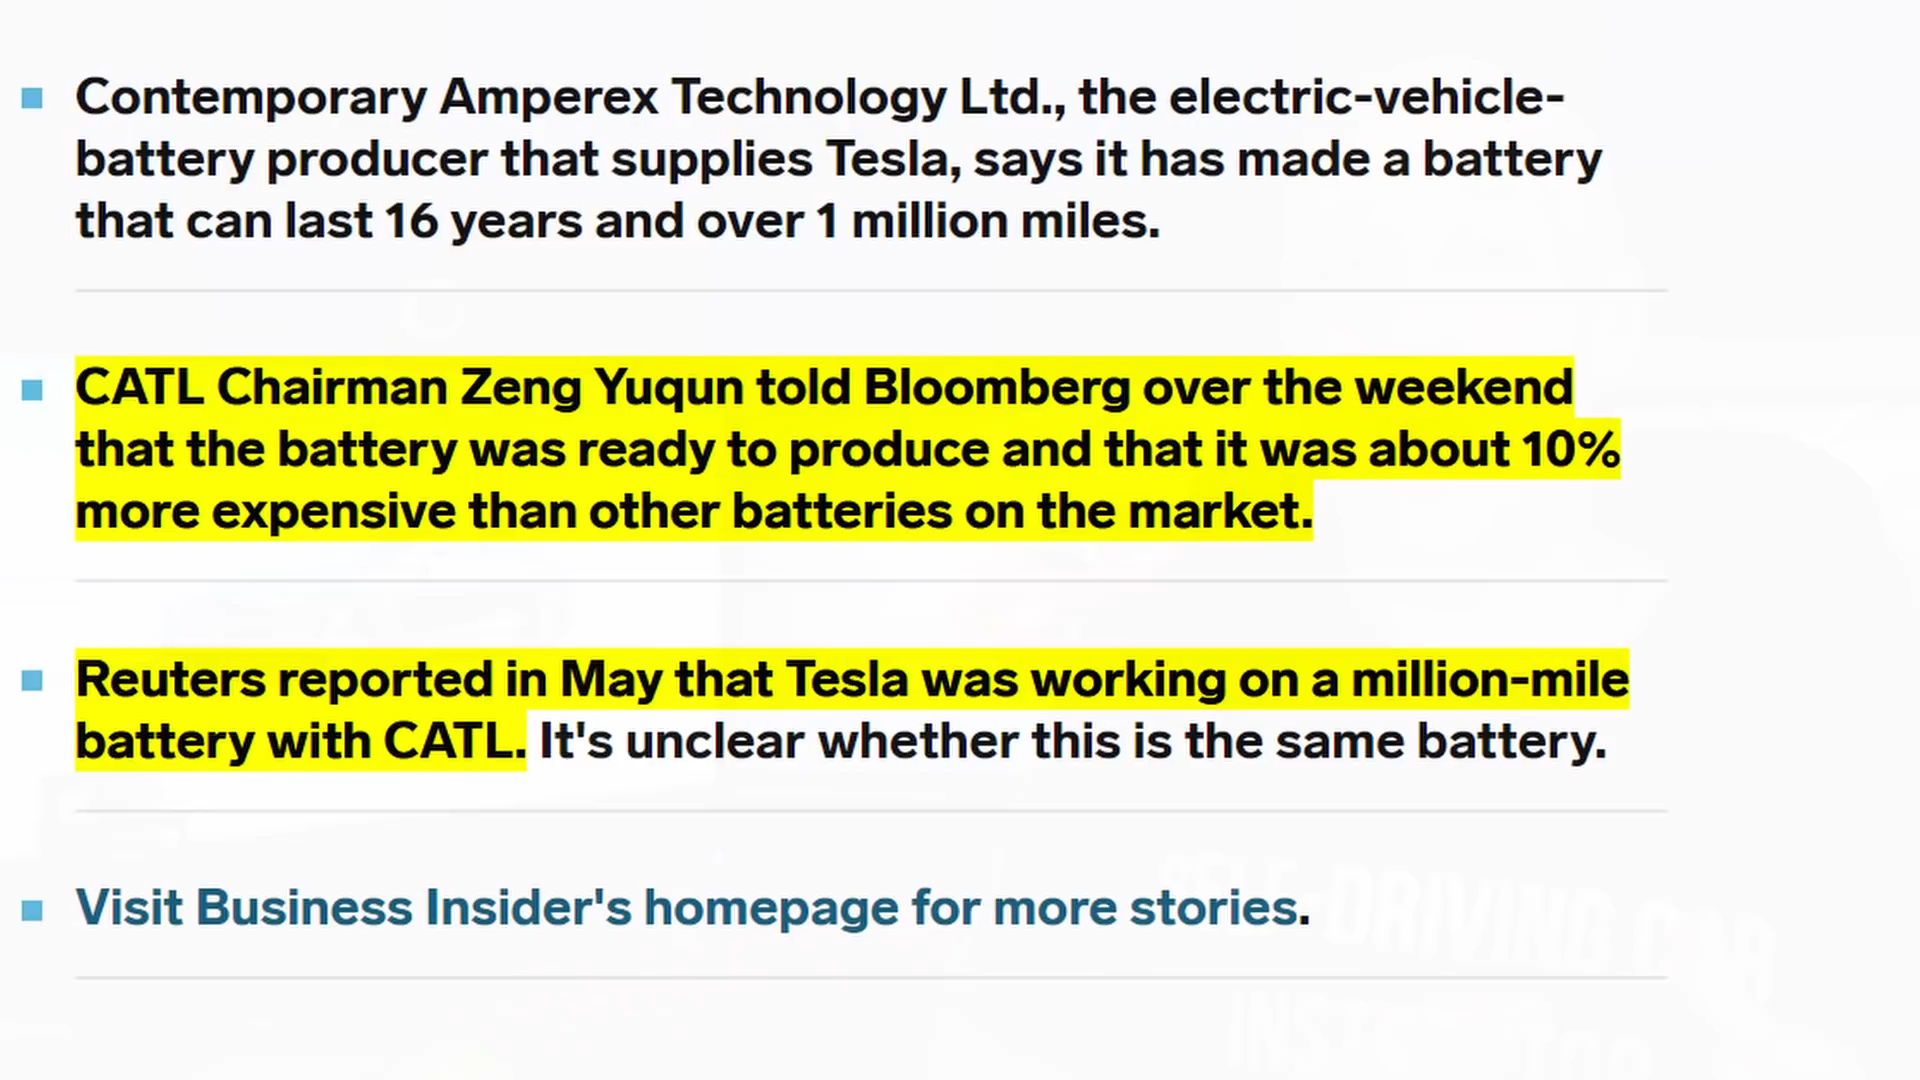 Contemporary Amperex Technology Ltd., the electric-vehicle-
battery producer that supplies Tesla, says it has made a battery
that can last 16 years and over 1 million miles.
CATL Chairman Zeng Yuqun told Bloomberg over the weekend
that the battery was ready to produce and that it was about 10%
more expensive than other batteries on the market.
Reuters reported in May that Tesla was working on a million-mile
battery with CATL. It's unclear whether this is the same battery.
Visit Business Insider's homepage for more stories.
SELF-DRIVING CAR